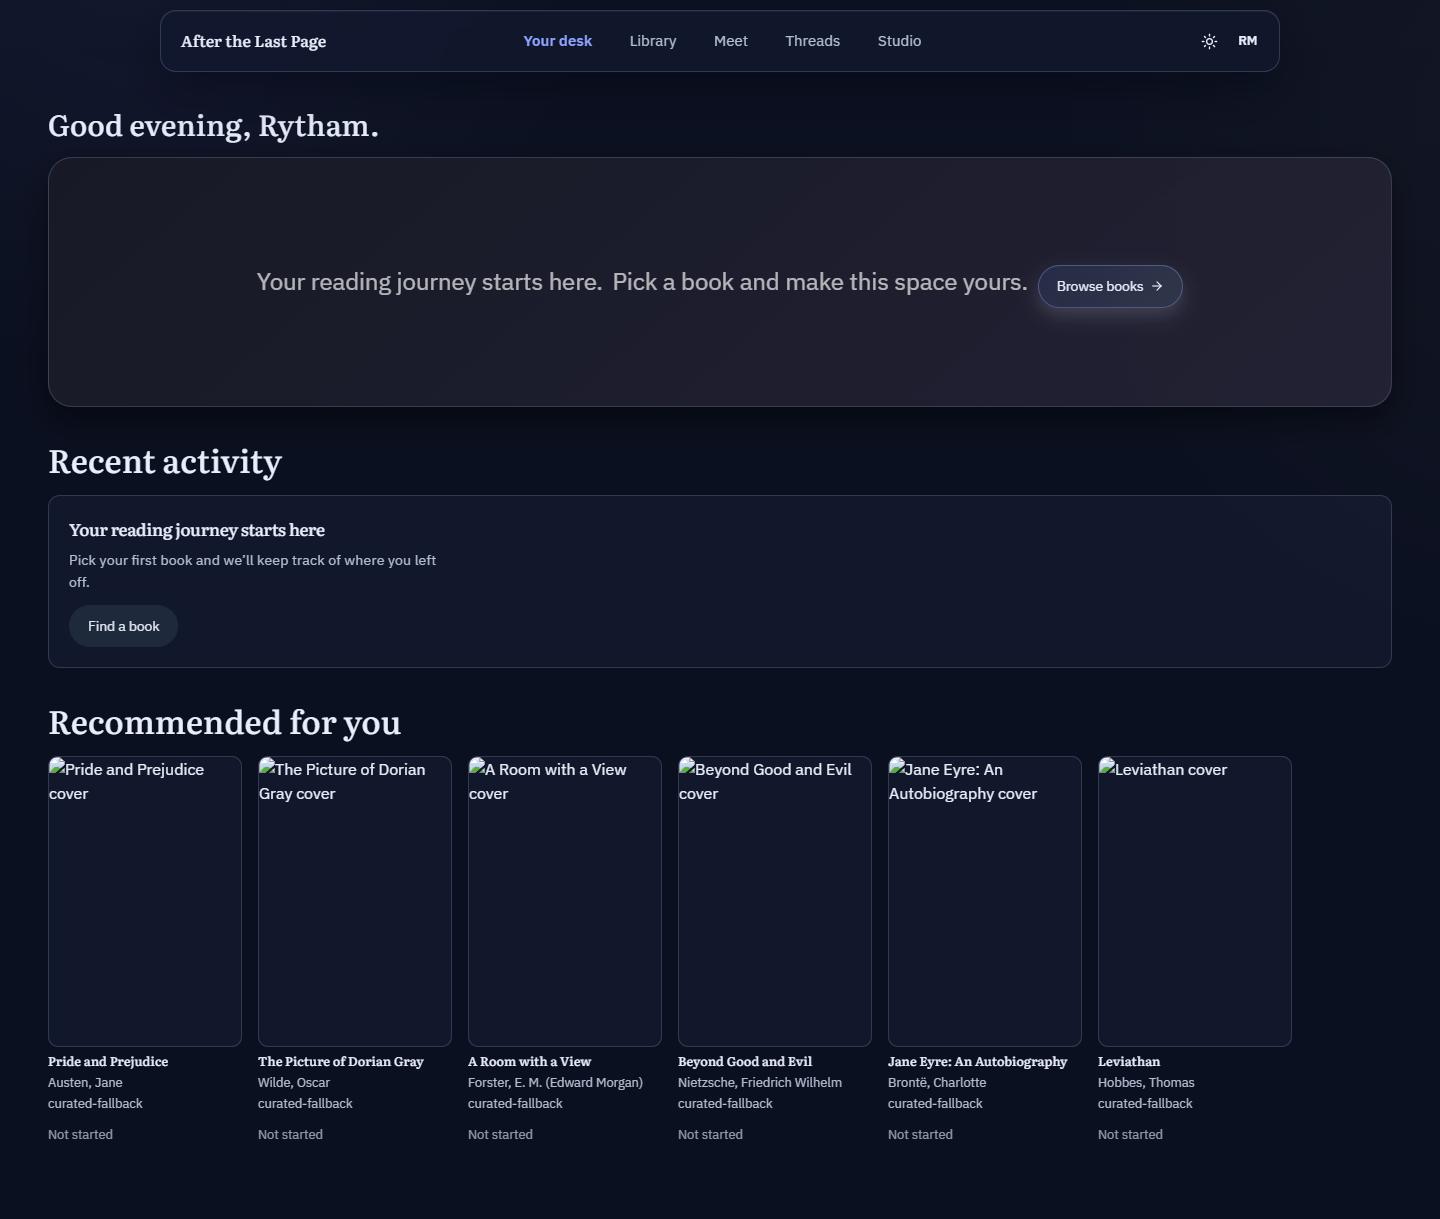 After the Last Page
Your desk
Library
Meet
Threads
Studio
RM
Good evening, Rytham.
Your reading journey starts here. Pick a book and make this space yours.
Browse books →
Recent activity
Your reading journey starts here
Pick your first book and we’ll keep track of where you left
off.
Find a book
Recommended for you
Pride and Prejudice
cover
Pride and Prejudice
Austen, Jane
curated-fallback
Not started
The Picture of Dorian
Gray cover
The Picture of Dorian Gray
Wilde, Oscar
curated-fallback
Not started
A Room with a View
cover
A Room with a View
Forster, E. M. (Edward Morgan)
curated-fallback
Not started
Beyond Good and Evil
cover
Beyond Good and Evil
Nietzsche, Friedrich Wilhelm
curated-fallback
Not started
Jane Eyre: An
Autobiography cover
Jane Eyre: An Autobiography
Brontë, Charlotte
curated-fallback
Not started
Leviathan cover
Leviathan
Hobbes, Thomas
curated-fallback
Not started